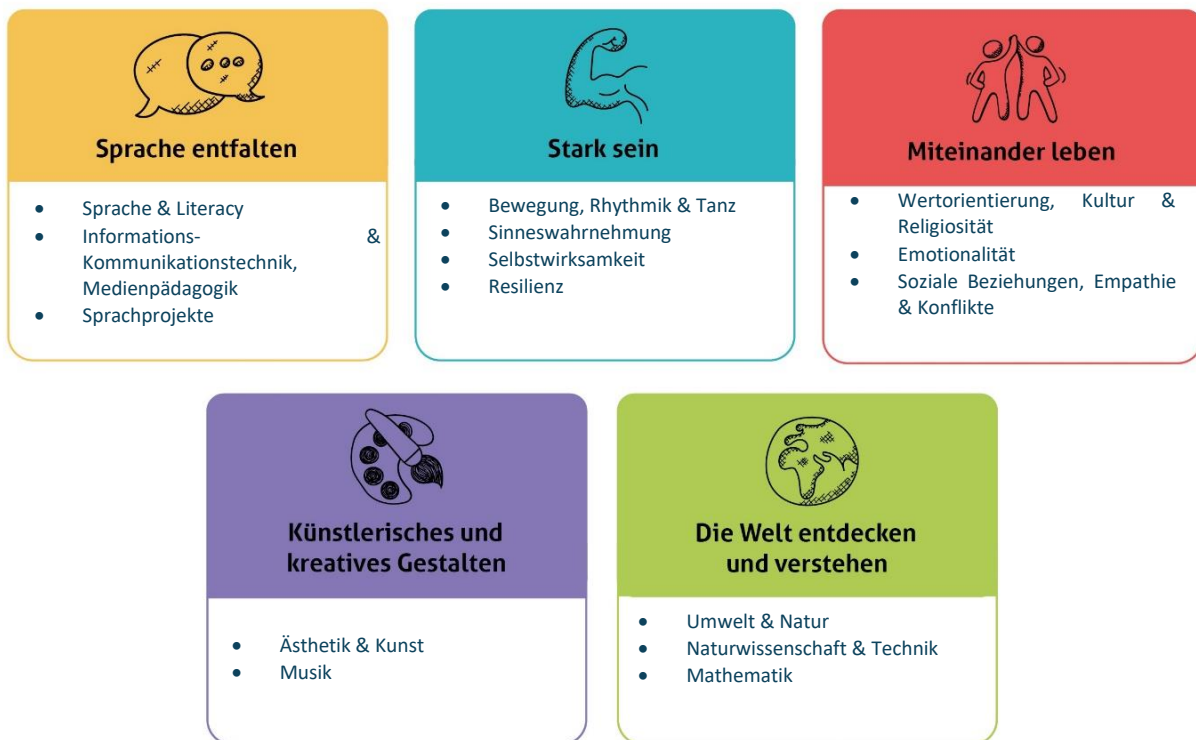 Sprache entfalten
• Sprache & Literacy
• Informations- &
Kommunikationstechnik,
Medienpädagogik
• Sprachprojekte
Stark sein
• Bewegung, Rhythmik & Tanz
• Sinneswahrnehmung
• Selbstwirksamkeit
• Resilienz
Miteinander leben
• Wertorientierung, Kultur &
Religiosität
• Emotionalität
• Soziale Beziehungen, Empathie
& Konflikte
Künstlerisches und
kreatives Gestalten
• Ästhetik & Kunst
• Musik
Die Welt entdecken
und verstehen
• Umwelt & Natur
• Naturwissenschaft & Technik
• Mathematik